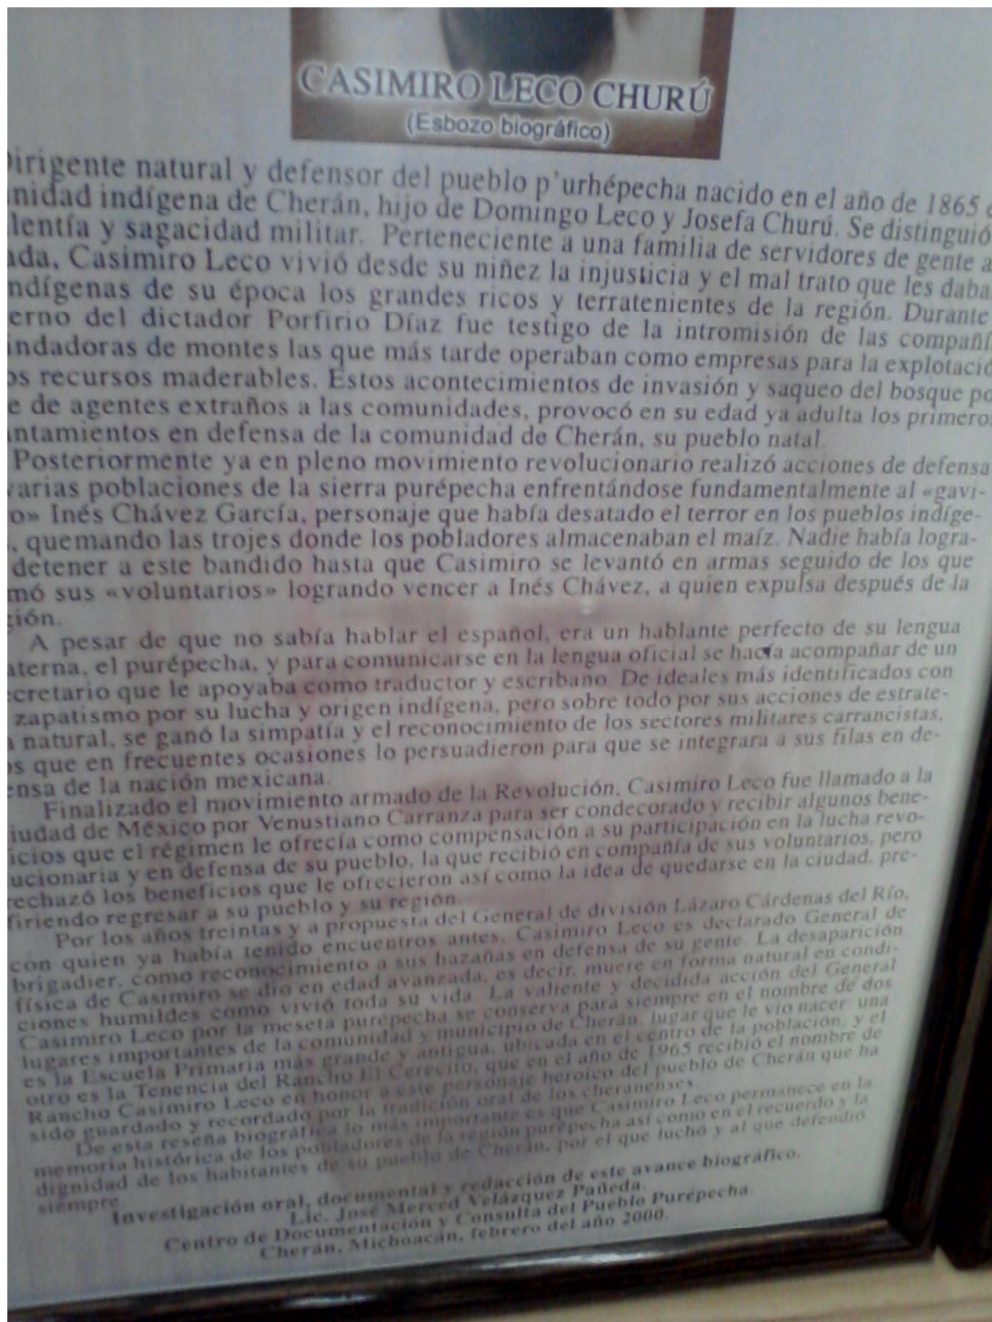 CASIMIRO LECO CHURÚ
(Esbozo biográfico)
irigente natural y defensor del pueblo p'urhépecha nacido en el año de 1865 e
nidad indígena de Cherán, hijo de Domingo Leco y Josefa Churú. Se distinguió
lentía y sagacidad militar. Perteneciente a una familia de servidores de gente a
da, Casimiro Leco vivió desde su niñez la injusticia y el mal trato que les daba
ndígenas de su época los grandes ricos y terratenientes de la región. Durante
erno del dictador Porfirio Díaz fue testigo de la intromisión de las compañí
indadoras de montes las que más tarde operaban como empresas para la explotació
os recursos maderables. Estos acontecimientos de invasión y saqueo del bosque po
e de agentes extraños a las comunidades, provocó en su edad ya adulta los primero
ntamientos en defensa de la comunidad de Cherán, su pueblo natal.
Posteriormente ya en pleno movimiento revolucionario realizó acciones de defensa
varias poblaciones de la sierra purépecha enfrentándose fundamentalmente al «gavi-
o» Inés Chávez García, personaje que había desatado el terror en los pueblos indíge-
, quemando las trojes donde los pobladores almacenaban el maíz. Nadie había logra-
detener a este bandido hasta que Casimiro se levantó en armas seguido de los que
mó sus «voluntarios» logrando vencer a Inés Chávez, a quien expulsa después de la
gión.
A pesar de que no sabía hablar el español, era un hablante perfecto de su lengua
aterna, el purépecha, y para comunicarse en la lengua oficial se hacía acompañar de un
ecretario que le apoyaba como traductor y escribano. De ideales más identificados con
zapatismo por su lucha y origen indígena, pero sobre todo por sus acciones de estrate-
a natural, se ganó la simpatía y el reconocimiento de los sectores militares carrancistas,
os que en frecuentes ocasiones lo persuadieron para que se integrara a sus filas en de-
ensa de la nación mexicana.
Finalizado el movimiento armado de la Revolución, Casimiro Leco fue llamado a la
iudad de México por Venustiano Carranza para ser condecorado y recibir algunos bene-
icios que el régimen le ofrecía como compensación a su participación en la lucha revo-
ucionaria y en defensa de su pueblo, la que recibió en compañía de sus voluntarios, pero
rechazó los beneficios que le ofrecieron así como la idea de quedarse en la ciudad, pre-
firiendo regresar a su pueblo y su región.
Por los años treintas y a propuesta del General de división Lázaro Cárdenas del Río,
con quien ya había tenido encuentros antes, Casimiro Leco es declarado General de
brigadier, como reconocimiento a sus hazañas en defensa de su gente. La desaparición
física de Casimiro se dio en edad avanzada, es decir, muere en forma natural en condi-
ciones humildes como vivió toda su vida. La valiente y decidida acción del General
Casimiro Leco por la meseta purépecha se conserva para siempre en el nombre de dos
lugares importantes de la comunidad y municipio de Cherán, lugar que le vio nacer: una
es la Escuela Primaria más grande y antigua, ubicada en el centro de la población, y el
otro es la Tenencia del Rancho El Cerecito, que en el año de 1965 recibió el nombre de
Rancho Casimiro Leco en honor a este personaje heroico del pueblo de Cherán que ha
sido guardado y recordado por la tradición oral de los cheranenses.
De esta reseña biográfica lo más importante es que Casimiro Leco permanece en la
memoria histórica de los pobladores de la región purépecha así como en el recuerdo y la
dignidad de los habitantes de su pueblo de Cherán, por el que luchó y al que defendió
siempre.
Investigación oral, documental y redacción de este avance biográfico.
Lic. José Merced Velázquez Pañeda.
Centro de Documentación y Consulta del Pueblo Purépecha
Cherán, Michoacán, febrero del año 2000.